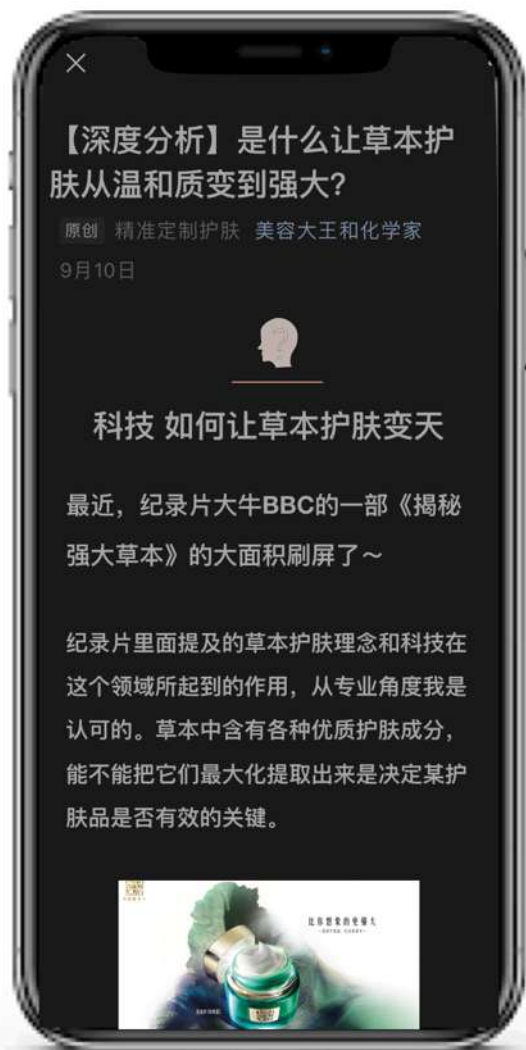 【深度分析】是什么让草本护
肤从温和质变到强大?
原创 精准定制护肤 美容大王和化学家
9月10日
科技 如何让草本护肤变天
最近，纪录片大牛BBC的一部《揭秘
强大草本》的大面积刷屏了～
纪录片里面提及的草本护肤理念和科技在
这个领域所起到的作用，从专业角度我是
认可的。草本中含有各种优质护肤成分，
能不能把它们最大化提取出来是决定某护
肤品是否有效的关键。
比你想象的更强大